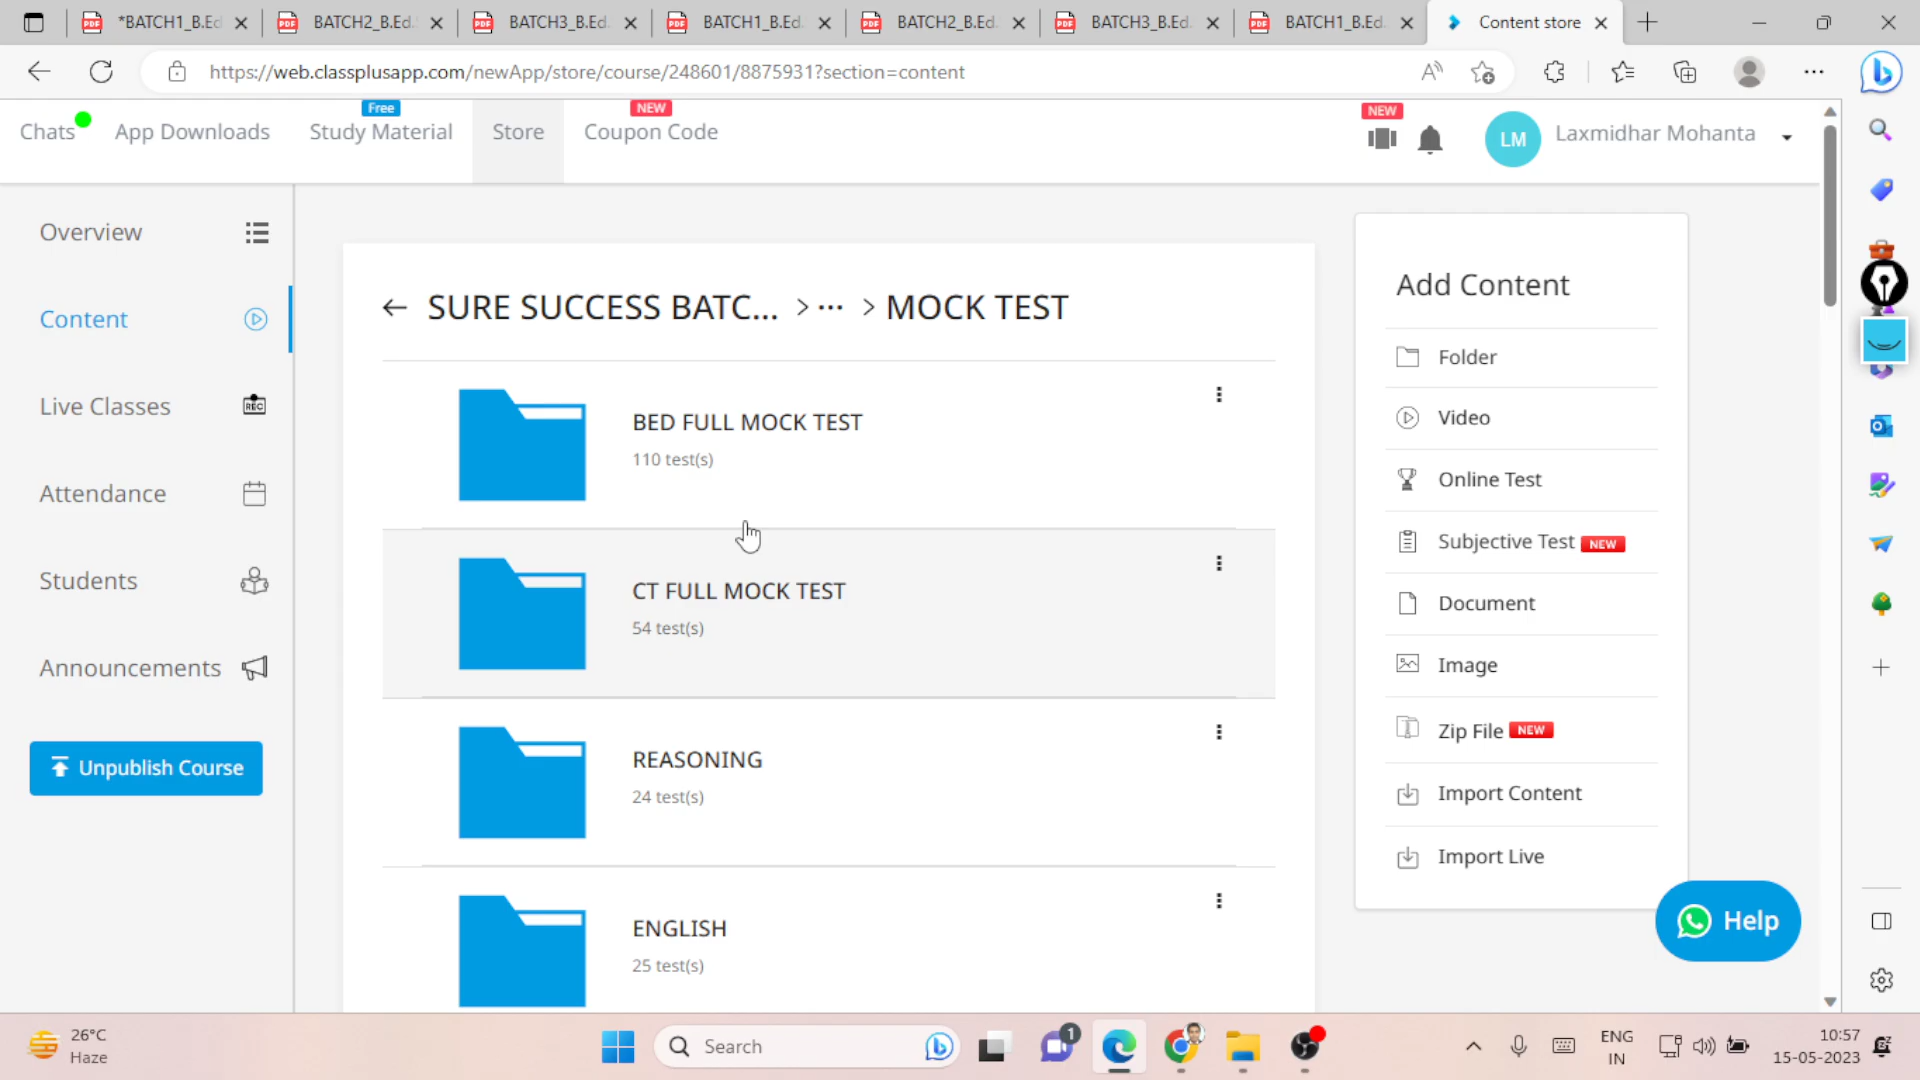 *BATCH1_B.Ed
BATCH2_B.Ed.
BATCH3_B.Ed.
BATCH1_B.Ed.
BATCH2_B.Ed.
BATCH3_B.Ed.
BATCH1_B.Ed.
Content store
https://web.classplusapp.com/newApp/store/course/248601/8875931?section=content
Chats
App Downloads
Free
Study Material
Store
NEW
Coupon Code
NEW
LM
Laxmidhar Mohanta
Overview
Content
Live Classes
REC
Attendance
Students
Announcements
Unpublish Course
SURE SUCCESS BATC... > ... > MOCK TEST
BED FULL MOCK TEST
110 test(s)
CT FULL MOCK TEST
54 test(s)
REASONING
24 test(s)
ENGLISH
25 test(s)
Add Content
Folder
Video
Online Test
Subjective Test NEW
Document
Image
Zip File NEW
Import Content
Import Live
Help
26°C
Haze
Search
1
ENG
IN
10:57
15-05-2023